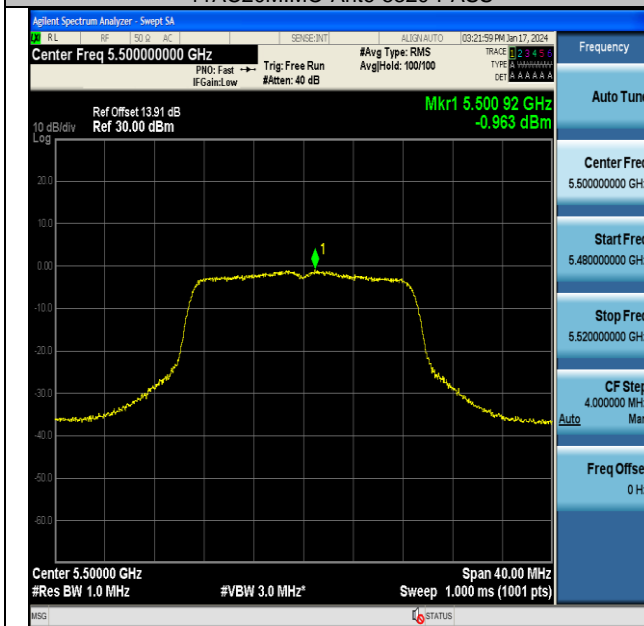 Agilent Spectrum Analyzer - Swept SA
RL RF 50 Ω AC SENSE:INT ALIGN AUTO 03:21:59 PM Jan 17, 2024
Center Freq 5.500000000 GHz #Avg Type: RMS TRACE 1 2 3 4 5 6
PNO: Fast Trig: Free Run Avg|Hold: 100/100 TYPE A
IFGain:Low #Atten: 40 dB DET A A A A A A
Ref Offset 13.91 dB Mkr1 5.500 92 GHz
10 dB/div Ref 30.00 dBm -0.963 dBm
Log
20.0
10.0
1
0.00
-10.0
-20.0
-30.0
-40.0
-50.0
-60.0
Center 5.50000 GHz Span 40.00 MHz
#Res BW 1.0 MHz #VBW 3.0 MHz* Sweep 1.000 ms (1001 pts)
MSG STATUS
Frequency
Auto Tune
Center Freq
5.500000000 GH
Start Freq
5.480000000 GH
Stop Freq
5.520000000 GH
CF Step
4.000000 MH
Auto Man
Freq Offse
0 H